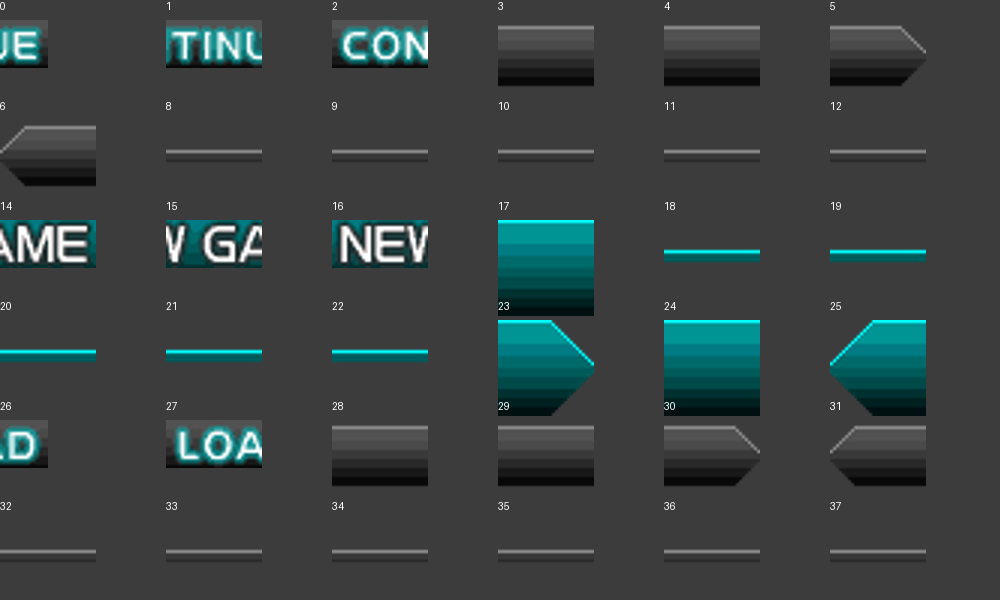 0 1 2 3 4 5
UE TINU CON
6 8 9 10 11 12
14 15 16 17 18 19
AME W GA NEW
20 21 22 23 24 25
26 27 28 29 30 31
AD LOA
32 33 34 35 36 37